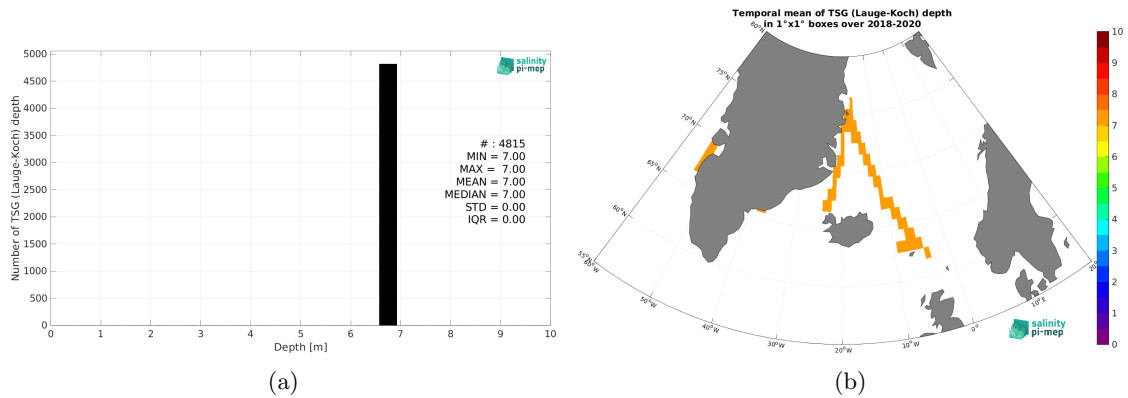 5000
4500
4000
3500
3000
2500
2000
1500
1000
500
0
Number of TSG (Lauge-Koch) depth
salinity
pi-mep
# : 4815
MIN = 7.00
MAX = 7.00
MEAN = 7.00
MEDIAN = 7.00
STD = 0.00
IQR = 0.00
0 1 2 3 4 5 6 7 8 9 10
Depth [m]
(a)
Temporal mean of TSG (Lauge-Koch) depth
in 1°x1° boxes over 2018-2020
80°N
75°N
70°N
65°N
60°N
55°N
60°W
50°W
40°W
30°W
20°W
10°W
0°
10°E
20°
salinity
pi-mep
10
9
8
7
6
5
4
3
2
1
0
(b)